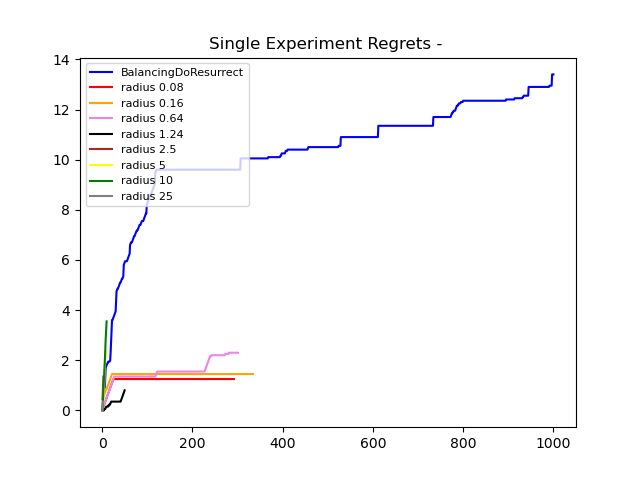 Single Experiment Regrets -
14
12
10
8
6
4
2
0
BalancingDoResurrect
radius 0.08
radius 0.16
radius 0.64
radius 1.24
radius 2.5
radius 5
radius 10
radius 25
0 200 400 600 800 1000